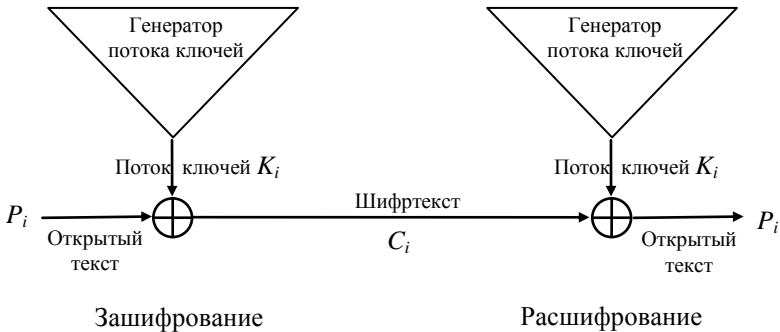 Генератор
потока ключей
Генератор
потока ключей
Поток ключей Ki
Поток ключей Ki
Pi
Шифртекст
Pi
Открытый
текст
Ci
Открытый
текст
Зашифрование
Расшифрование